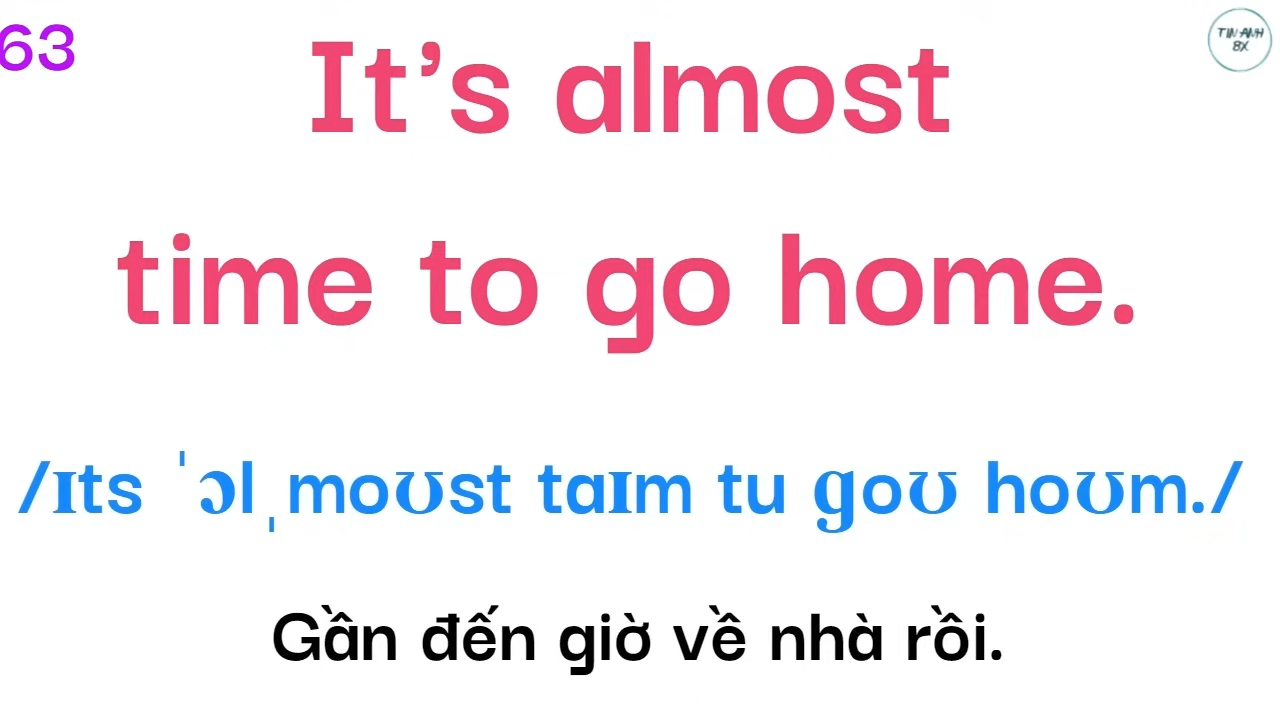 63
TIN ANH
8X
It’s almost
time to go home.
/ɪts ˈɔlˌmoʊst taɪm tu ɡoʊ hoʊm./
Gần đến giờ về nhà rồi.